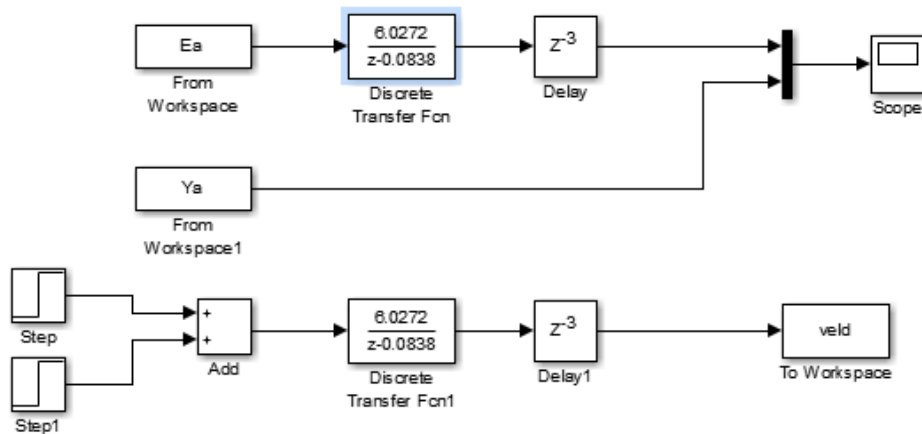 Ea
From
Workspace
6.0272
z-0.0838
Discrete
Transfer Fcn
Z-3
Delay
Scope
Ya
From
Workspace1
Step
Step1
+
+
Add
6.0272
z-0.0838
Discrete
Transfer Fcn1
Z-3
Delay1
veld
To Workspace